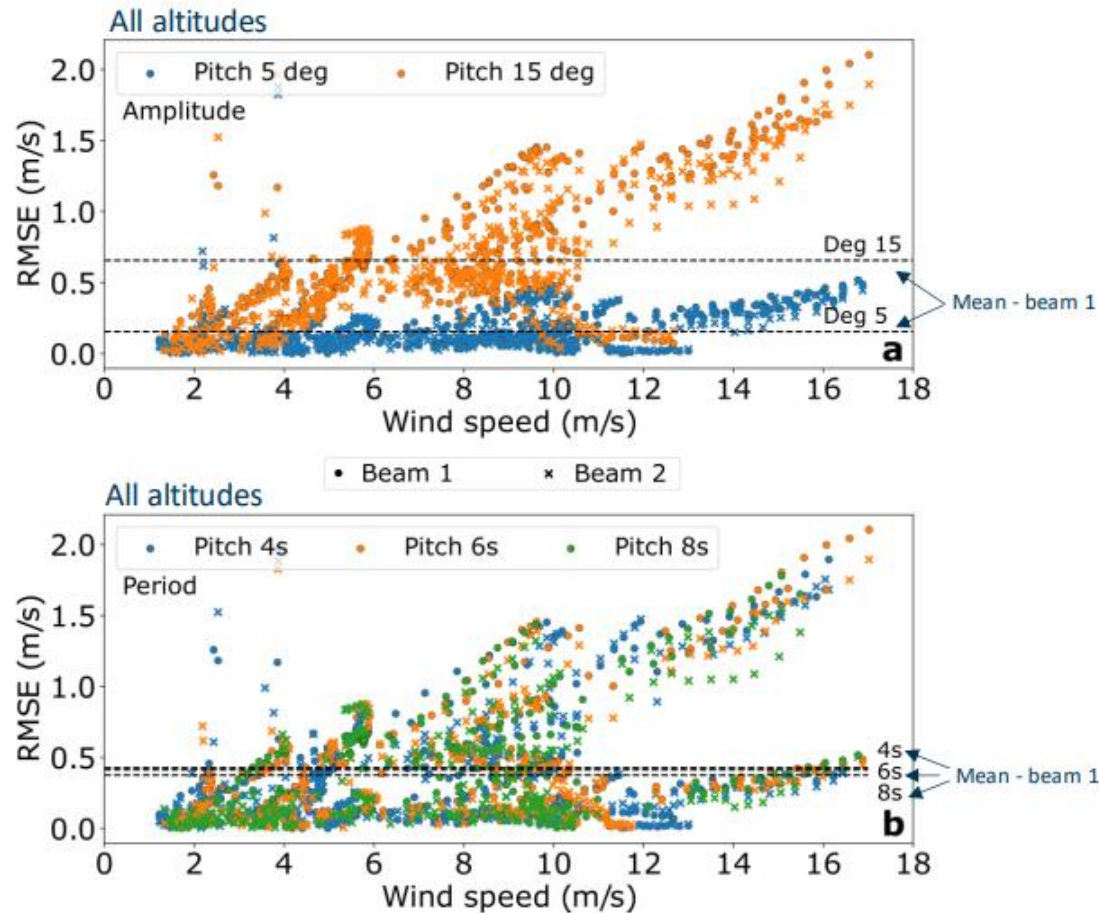 All altitudes
Pitch 5 deg Pitch 15 deg
Amplitude
RMSE (m/s)
2.0
1.5
1.0
0.5
0.0
Deg 15
Deg 5
Mean - beam 1
a
0 2 4 6 8 10 12 14 16 18
Wind speed (m/s)
Beam 1 Beam 2
All altitudes
Pitch 4s Pitch 6s Pitch 8s
Period
RMSE (m/s)
2.0
1.5
1.0
0.5
0.0
4s
6s
8s
Mean - beam 1
b
0 2 4 6 8 10 12 14 16 18
Wind speed (m/s)